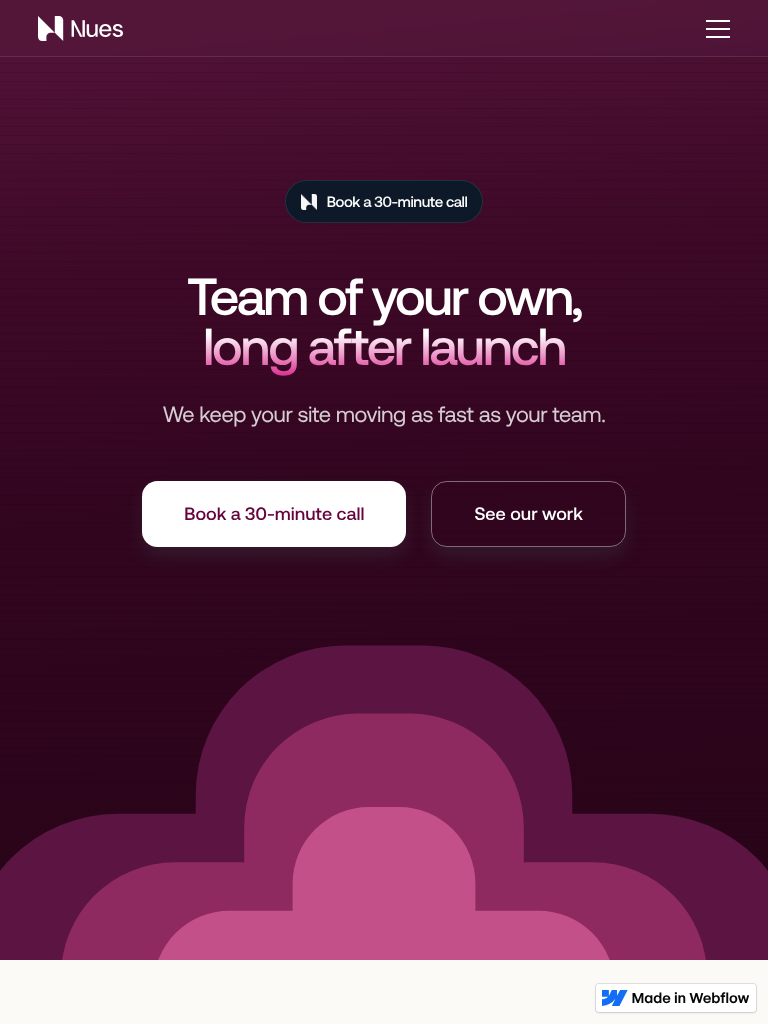 Nues
Book a 30-minute call
Team of your own,
long after launch
We keep your site moving as fast as your team.
Book a 30-minute call
See our work
Made in Webflow